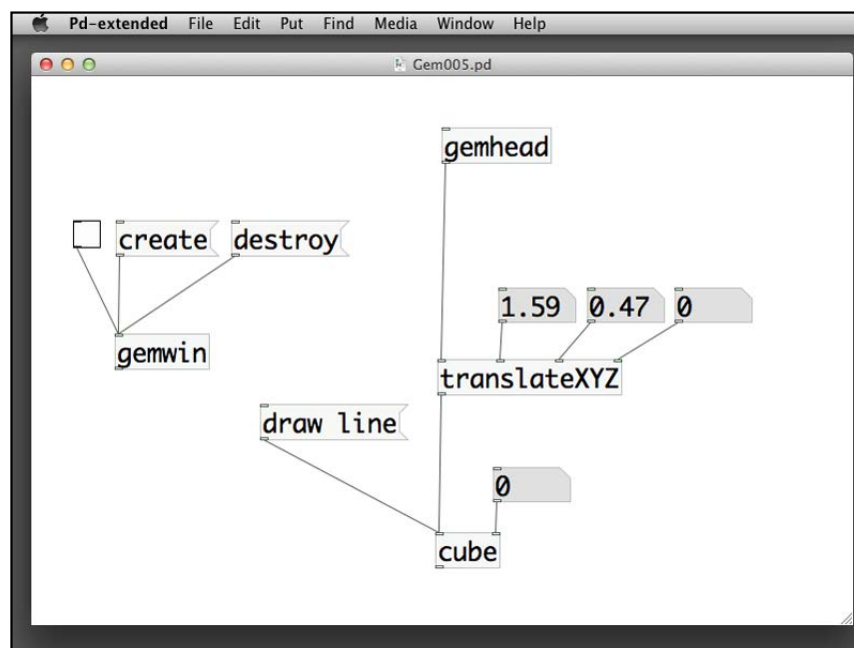 Pd-extended File Edit Put Find Media Window Help
Gem005.pd
gemhead
create destroy
1.59 0.47 0
gemwin
translateXYZ
draw line
0
cube